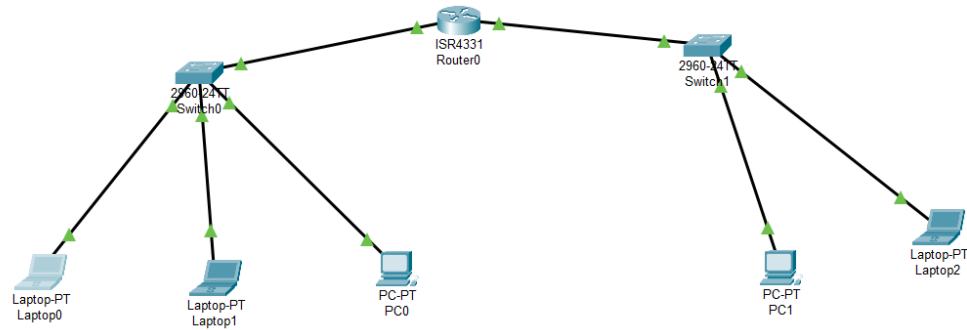 ISR4331
Router0
2960-24TT
Switch0
2960-24TT
Switch1
Laptop-PT
Laptop0
Laptop-PT
Laptop1
PC-PT
PC0
PC-PT
PC1
Laptop-PT
Laptop2